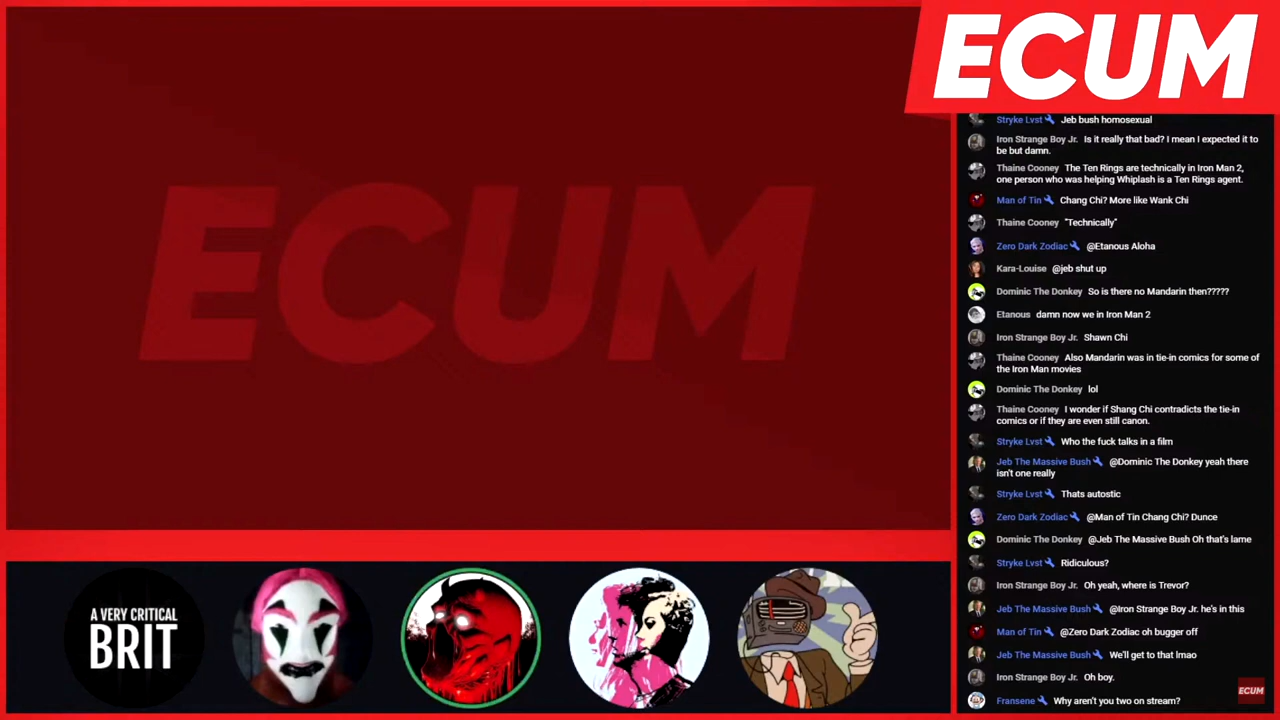 ECUM
ECUM
Stryke Lvst Jeb bush homosexual
Iron Strange Boy Jr. Is it really that bad? I mean I expected it to
be but damn.
Thaine Cooney The Ten Rings are technically in Iron Man 2,
one person who was helping Whiplash is a Ten Rings agent.
Man of Tin Chang Chi? More like Wank Chi
Thaine Cooney "Technically"
Zero Dark Zodiac @Etanous Aloha
Kara-Louise @jeb shut up
Dominic The Donkey So is there no Mandarin then?????
Etanous damn now we in Iron Man 2
Iron Strange Boy Jr. Shawn Chi
Thaine Cooney Also Mandarin was in tie-in comics for some of
the Iron Man movies
Dominic The Donkey lol
Thaine Cooney I wonder if Shang Chi contradicts the tie-in
comics or if they are even still canon.
Stryke Lvst Who the fuck talks in a film
Jeb The Massive Bush @Dominic The Donkey yeah there
isn't one really
Stryke Lvst Thats autostic
Zero Dark Zodiac @Man of Tin Chang Chi? Dunce
Dominic The Donkey @Jeb The Massive Bush Oh that's lame
Stryke Lvst Ridiculous?
Iron Strange Boy Jr. Oh yeah, where is Trevor?
Jeb The Massive Bush @Iron Strange Boy Jr. he's in this
Man of Tin @Zero Dark Zodiac oh bugger off
Jeb The Massive Bush We'll get to that lmao
Iron Strange Boy Jr. Oh boy.
Fransene Why aren't you two on stream?
ECUM
A VERY CRITICAL
BRIT